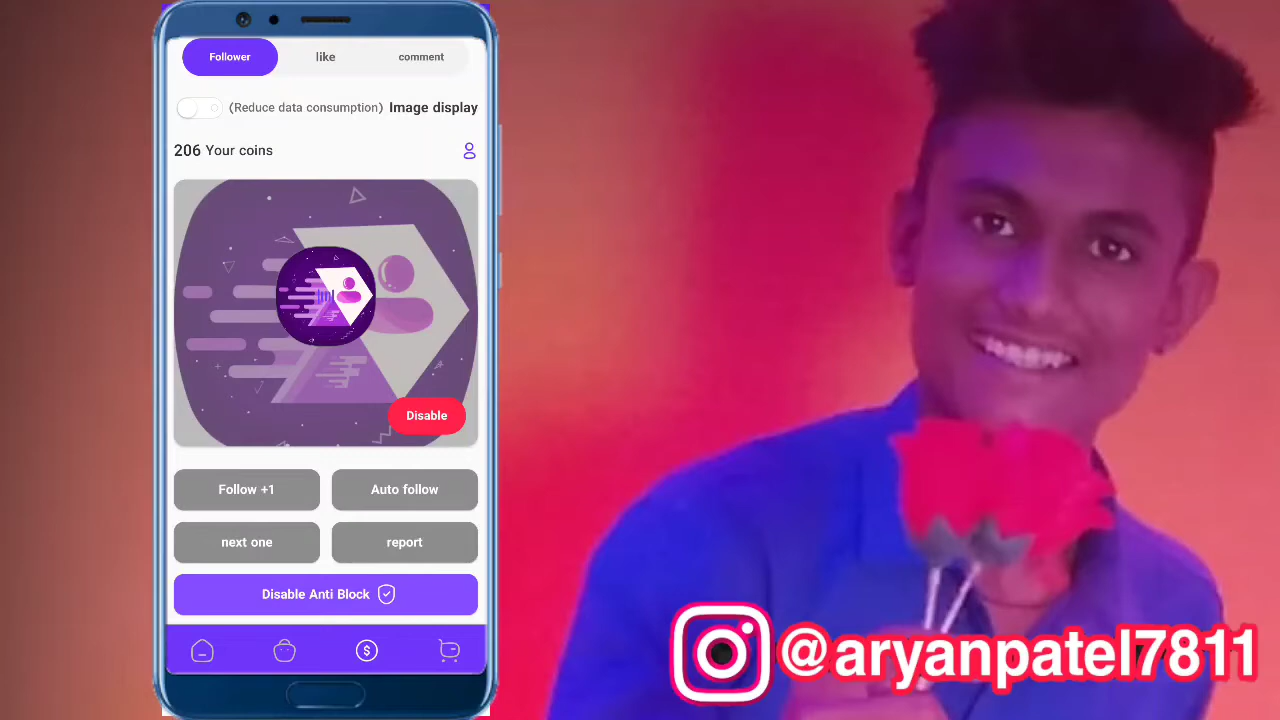 Follower like comment
(Reduce data consumption) Image display
206 Your coins
Disable
Follow +1 Auto follow
next one report
Disable Anti Block
@aryanpatel7811